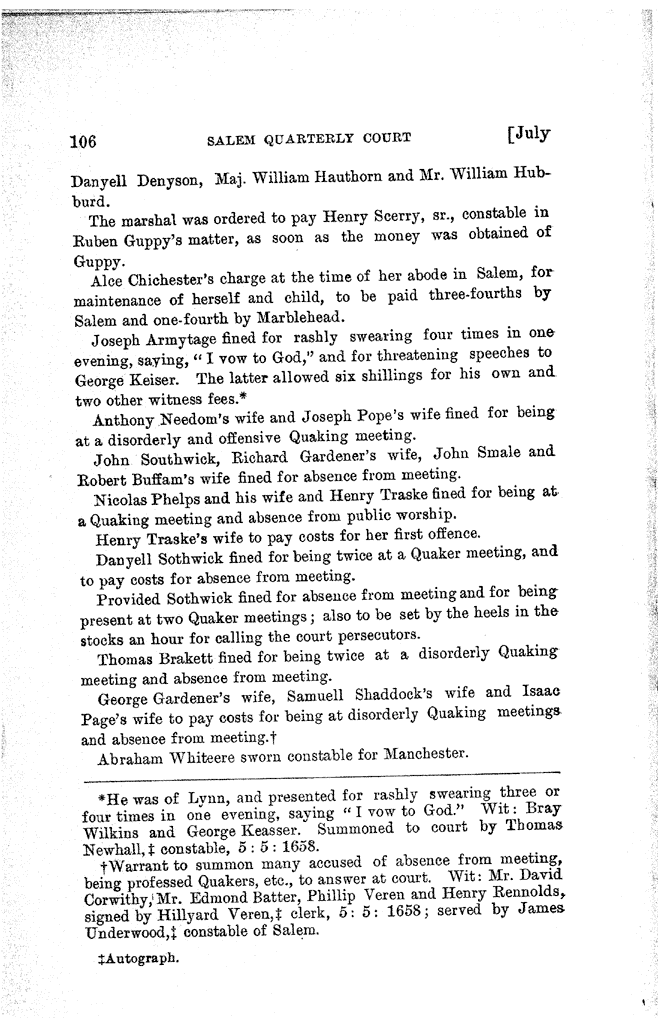 106 SALEM QUARTERLY COURT [July
Danyell Denyson, Maj. William Hauthorn and Mr. William Hub-
burd.
The marshal was ordered to pay Henry Scerry, sr., constable in
Ruben Guppy's matter, as soon as the money was obtained of
Guppy.
Alce Chichester's charge at the time of her abode in Salem, for
maintenance of herself and child, to be paid three-fourths by
Salem and one-fourth by Marblehead.
Joseph Armytage fined for rashly swearing four times in one
evening, saying, “ I vow to God,” and for threatening speeches to
George Keiser. The latter allowed six shillings for his own and
two other witness fees.*
Anthony Needom's wife and Joseph Pope's wife fined for being
at a disorderly and offensive Quaking meeting.
John Southwick, Richard Gardener's wife, John Smale and
Robert Buffam's wife fined for absence from meeting.
Nicolas Phelps and his wife and Henry Traske fined for being at
a Quaking meeting and absence from public worship.
Henry Traske's wife to pay costs for her first offence.
Danyell Sothwick fined for being twice at a Quaker meeting, and
to pay costs for absence from meeting.
Provided Sothwick fined for absence from meeting and for being
present at two Quaker meetings ; also to be set by the heels in the
stocks an hour for calling the court persecutors.
Thomas Brakett fined for being twice at a disorderly Quaking
meeting and absence from meeting.
George Gardener's wife, Samuell Shaddock's wife and Isaac
Page's wife to pay costs for being at disorderly Quaking meetings
and absence from meeting.†
Abraham Whiteere sworn constable for Manchester.
*He was of Lynn, and presented for rashly swearing three or
four times in one evening, saying “ I vow to God.” Wit : Bray
Wilkins and George Keasser. Summoned to court by Thomas
Newhall,‡ constable, 5 : 5 : 1658.
†Warrant to summon many accused of absence from meeting,
being professed Quakers, etc., to answer at court. Wit : Mr. David
Corwithy, Mr. Edmond Batter, Phillip Veren and Henry Rennolds,
signed by Hillyard Veren,‡ clerk, 5 : 5 : 1658 ; served by James
Underwood,‡ constable of Salem.
‡Autograph.